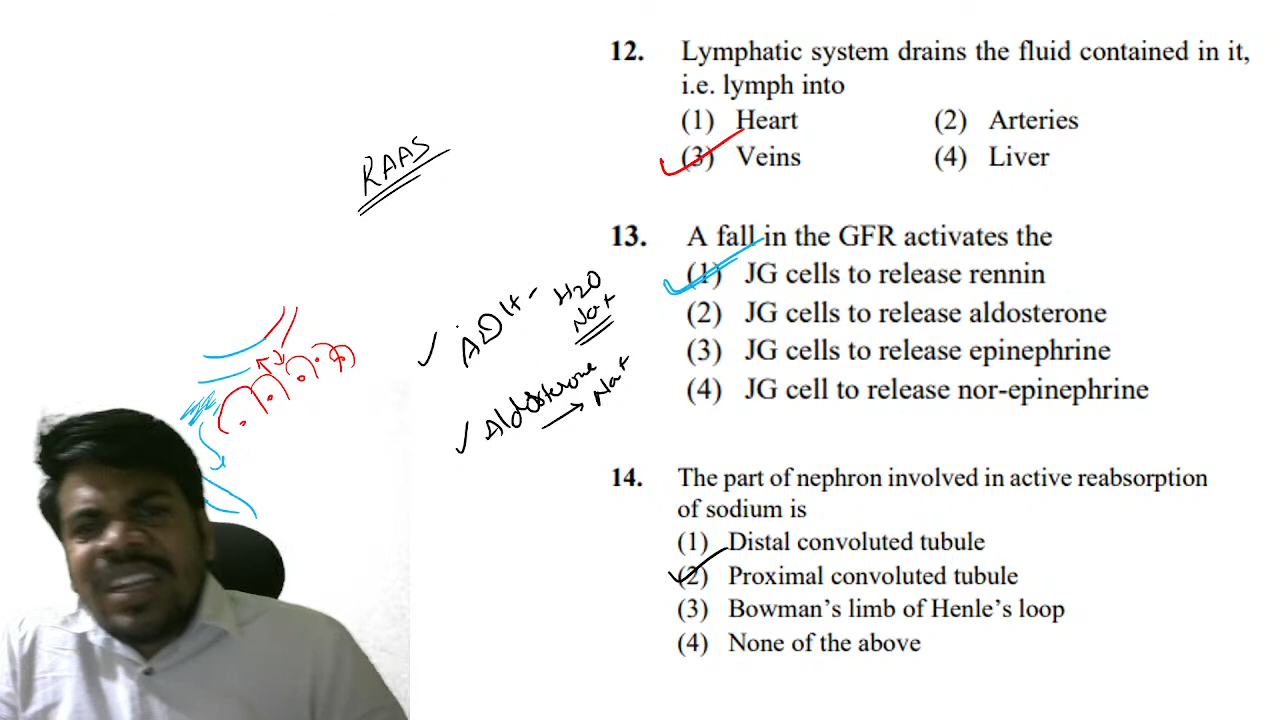 12. Lymphatic system drains the fluid contained in it,
i.e. lymph into
(1) Heart (2) Arteries
(3) Veins (4) Liver
RAAS
13. A fall in the GFR activates the
(1) JG cells to release rennin
(2) JG cells to release aldosterone
(3) JG cells to release epinephrine
(4) JG cell to release nor-epinephrine
ADH - H2O
Na+
Aldosterone → Na+
14. The part of nephron involved in active reabsorption
of sodium is
(1) Distal convoluted tubule
(2) Proximal convoluted tubule
(3) Bowman’s limb of Henle’s loop
(4) None of the above